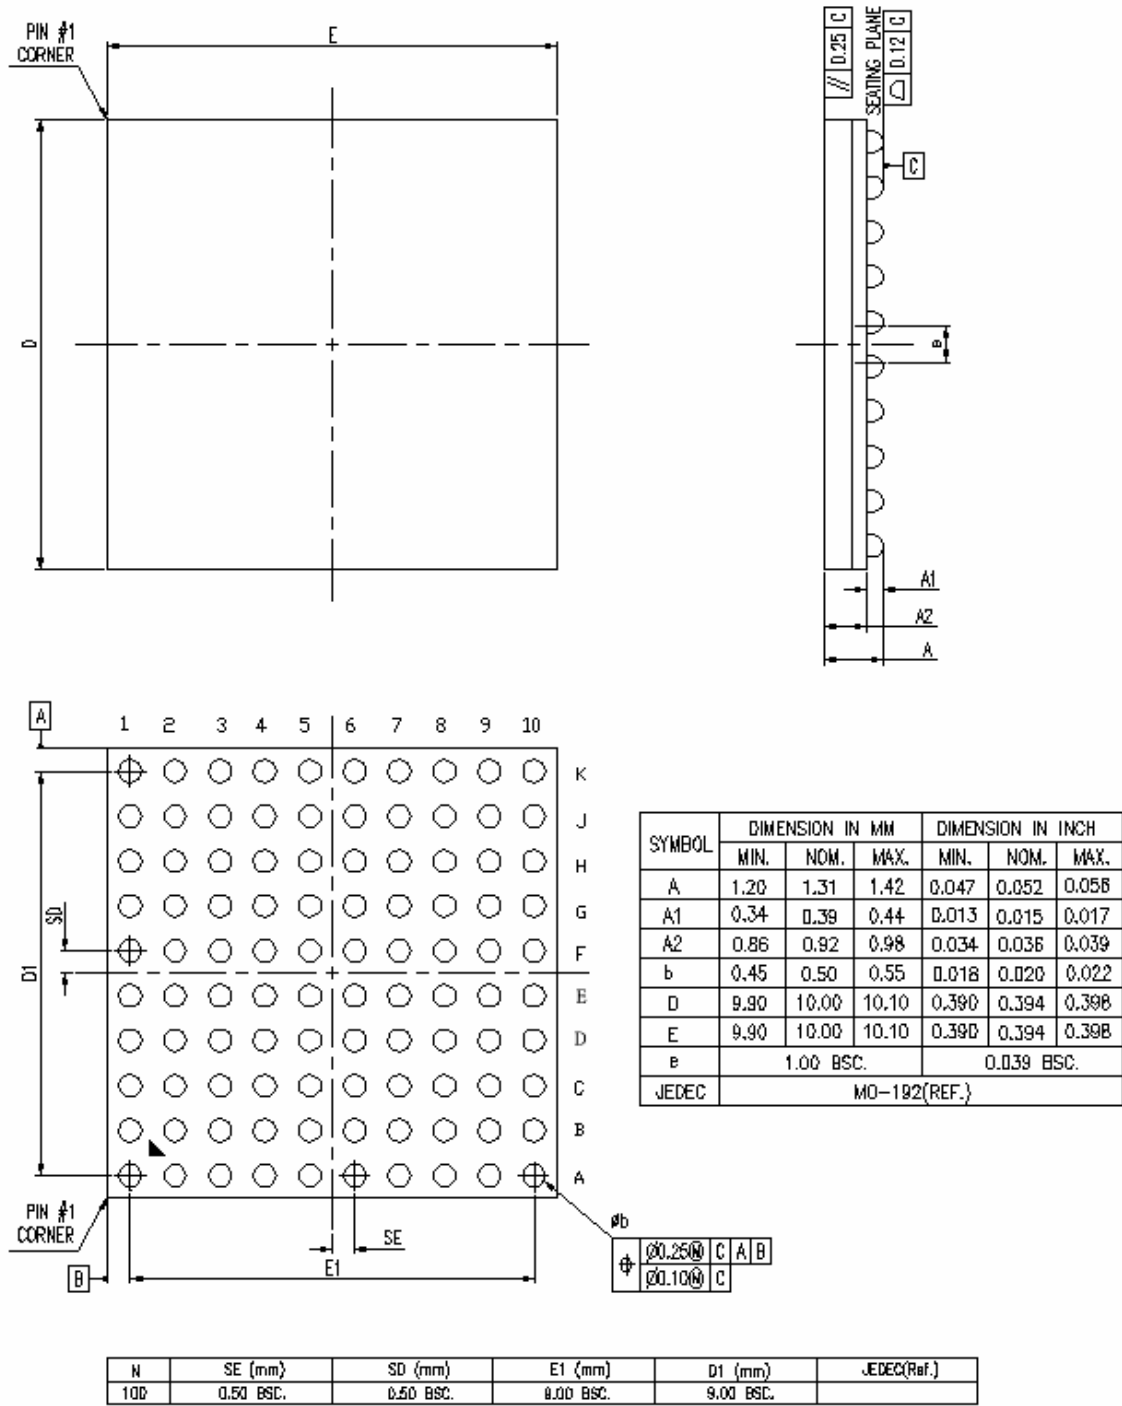 PIN #1
CORNER
E
D
// 0.25 C
SEATING PLANE
0.12 C
C
e
A1
A2
A
A
1 2 3 4 5 6 7 8 9 10
K
J
H
G
F
E
D
C
B
A
SD
D1
PIN #1
CORNER
B
SE
E1
Øb
Ø0.25Ⓜ C A B
Ø0.10Ⓜ C
SYMBOL DIMENSION IN MM DIMENSION IN INCH
MIN. NOM. MAX. MIN. NOM. MAX.
A 1.20 1.31 1.42 0.047 0.052 0.056
A1 0.34 0.39 0.44 0.013 0.015 0.017
A2 0.86 0.92 0.98 0.034 0.036 0.039
b 0.45 0.50 0.55 0.018 0.020 0.022
D 9.90 10.00 10.10 0.390 0.394 0.398
E 9.90 10.00 10.10 0.390 0.394 0.398
e 1.00 BSC. 0.039 BSC.
JEDEC MO-192(REF.)
N SE (mm) SD (mm) E1 (mm) D1 (mm) JEDEC(Ref.)
100 0.50 BSC. 0.50 BSC. 9.00 BSC. 9.00 BSC.